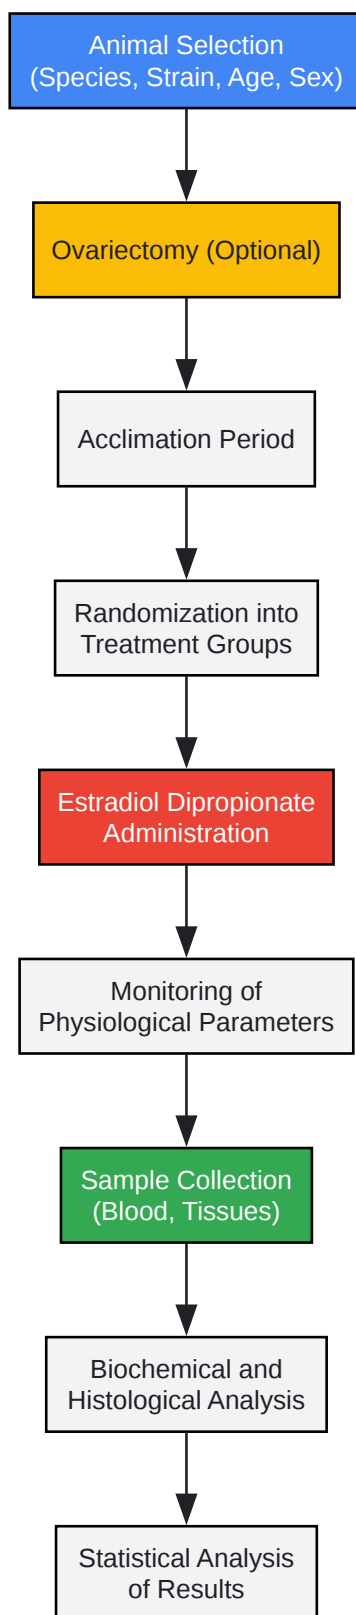 Animal Selection
(Species, Strain, Age, Sex)
Ovariectomy (Optional)
Acclimation Period
Randomization into
Treatment Groups
Estradiol Dipropionate
Administration
Monitoring of
Physiological Parameters
Sample Collection
(Blood, Tissues)
Biochemical and
Histological Analysis
Statistical Analysis
of Results